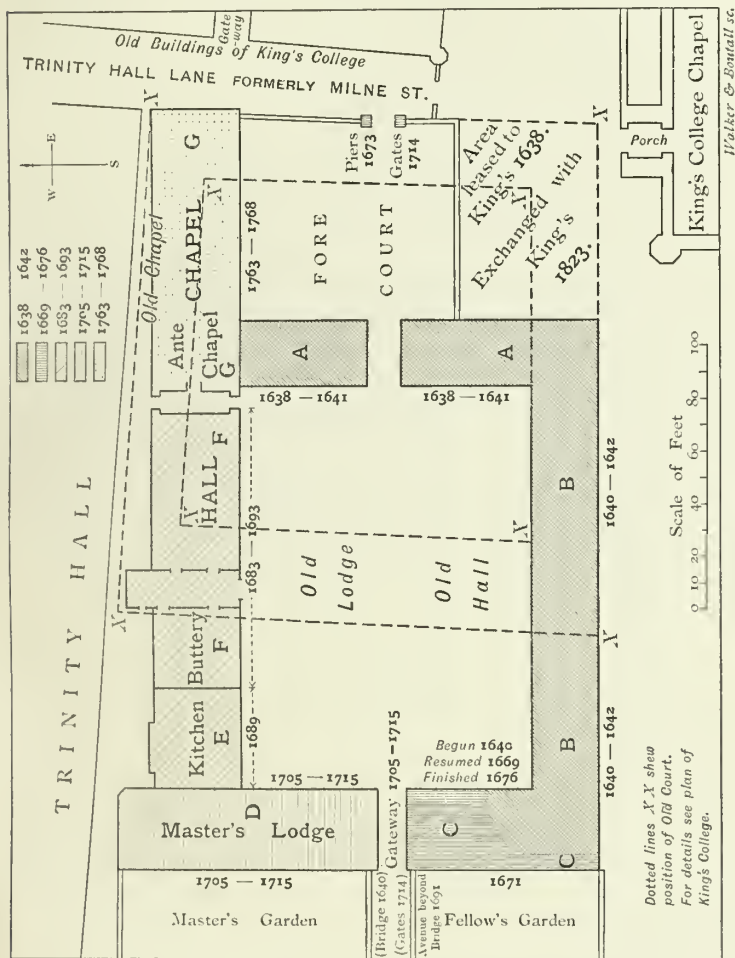 Old Buildings of King's College
Gate
-way
TRINITY HALL LANE FORMERLY MILNE ST.
E
W
S
1638 1642
1669 – 1676
1683 – 1693
1705 – 1715
1763 – 1768
TRINITY HALL
X
Old Chapel
G
X
CHAPEL
Ante
Chapel
G
1763 — 1768
FORE
COURT
Piers
1673
Gates
1714
Area
leased to
King's 1638.
X
Exchanged with
King's
1823.
X
Porch
King's College Chapel
Walker & Boutall sc.
A
A
1638 — 1641
1638 — 1641
X
HALL F
1683 — 1693
X
Buttery
F
Kitchen
E
1689
Old
Lodge
Old
Hall
X
X
B
1640 — 1642
B
1640 — 1642
Scale of Feet
0 10 20 40 60 80 100
1705 — 1715
D
Master's Lodge
1705 — 1715
Master's Garden
Gateway 1705–1715
(Bridge 1640)
(Gates 1714)
Avenue beyond
Bridge 1691
Begun 1640
Resumed 1669
Finished 1676
C
C
1671
Fellow's Garden
Dotted lines X X shew
position of Old Court.
For details see plan of
King's College.